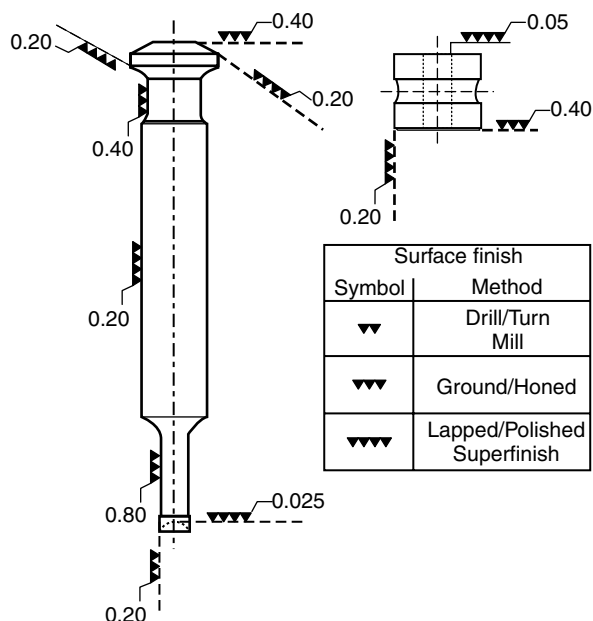 0.40
0.20
0.20
0.40
0.20
0.80
0.025
0.20
0.05
0.40
0.20
Surface finish
Symbol Method
Drill/Turn
Mill
Ground/Honed
Lapped/Polished
Superfinish